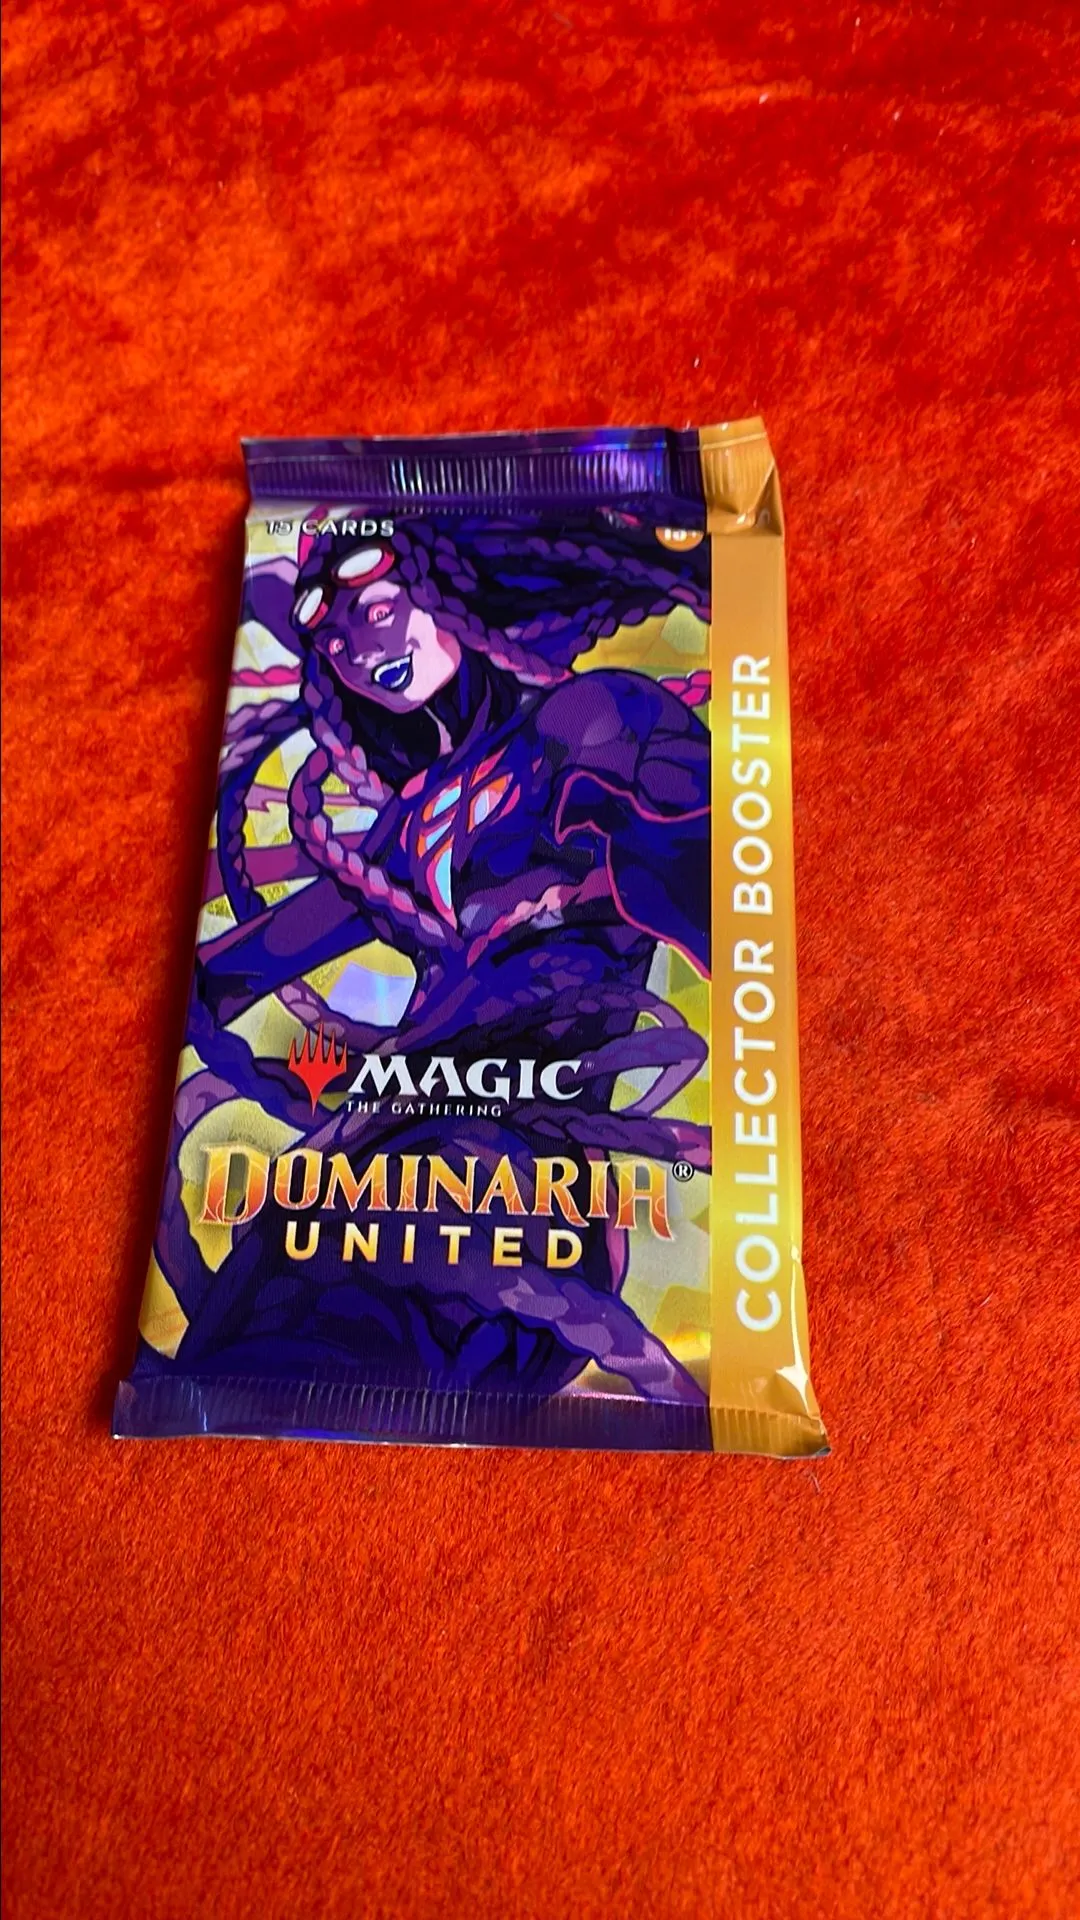 15 CARDS
MAGIC
THE GATHERING
DOMINARIA®
UNITED
COLLECTOR BOOSTER